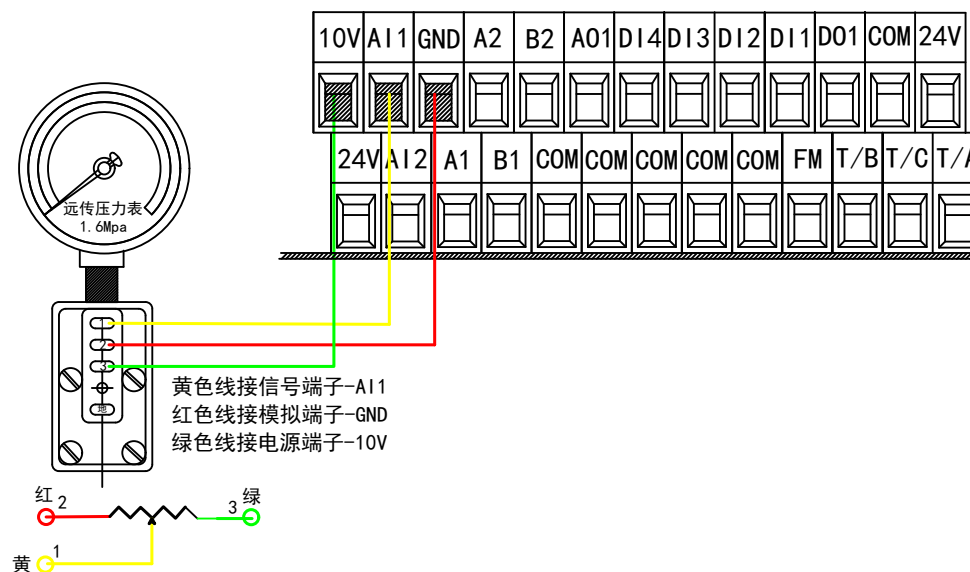 10V AI1 GND A2 B2 AO1 DI4 DI3 DI2 DI1 DO1 COM 24V
24V AI2 A1 B1 COM COM COM COM COM FM T/B T/C T/A
远传压力表
1.6Mpa
1
2
3
地
黄色线接信号端子-AI1
红色线接模拟端子-GND
绿色线接电源端子-10V
红 2 3 绿
黄 1